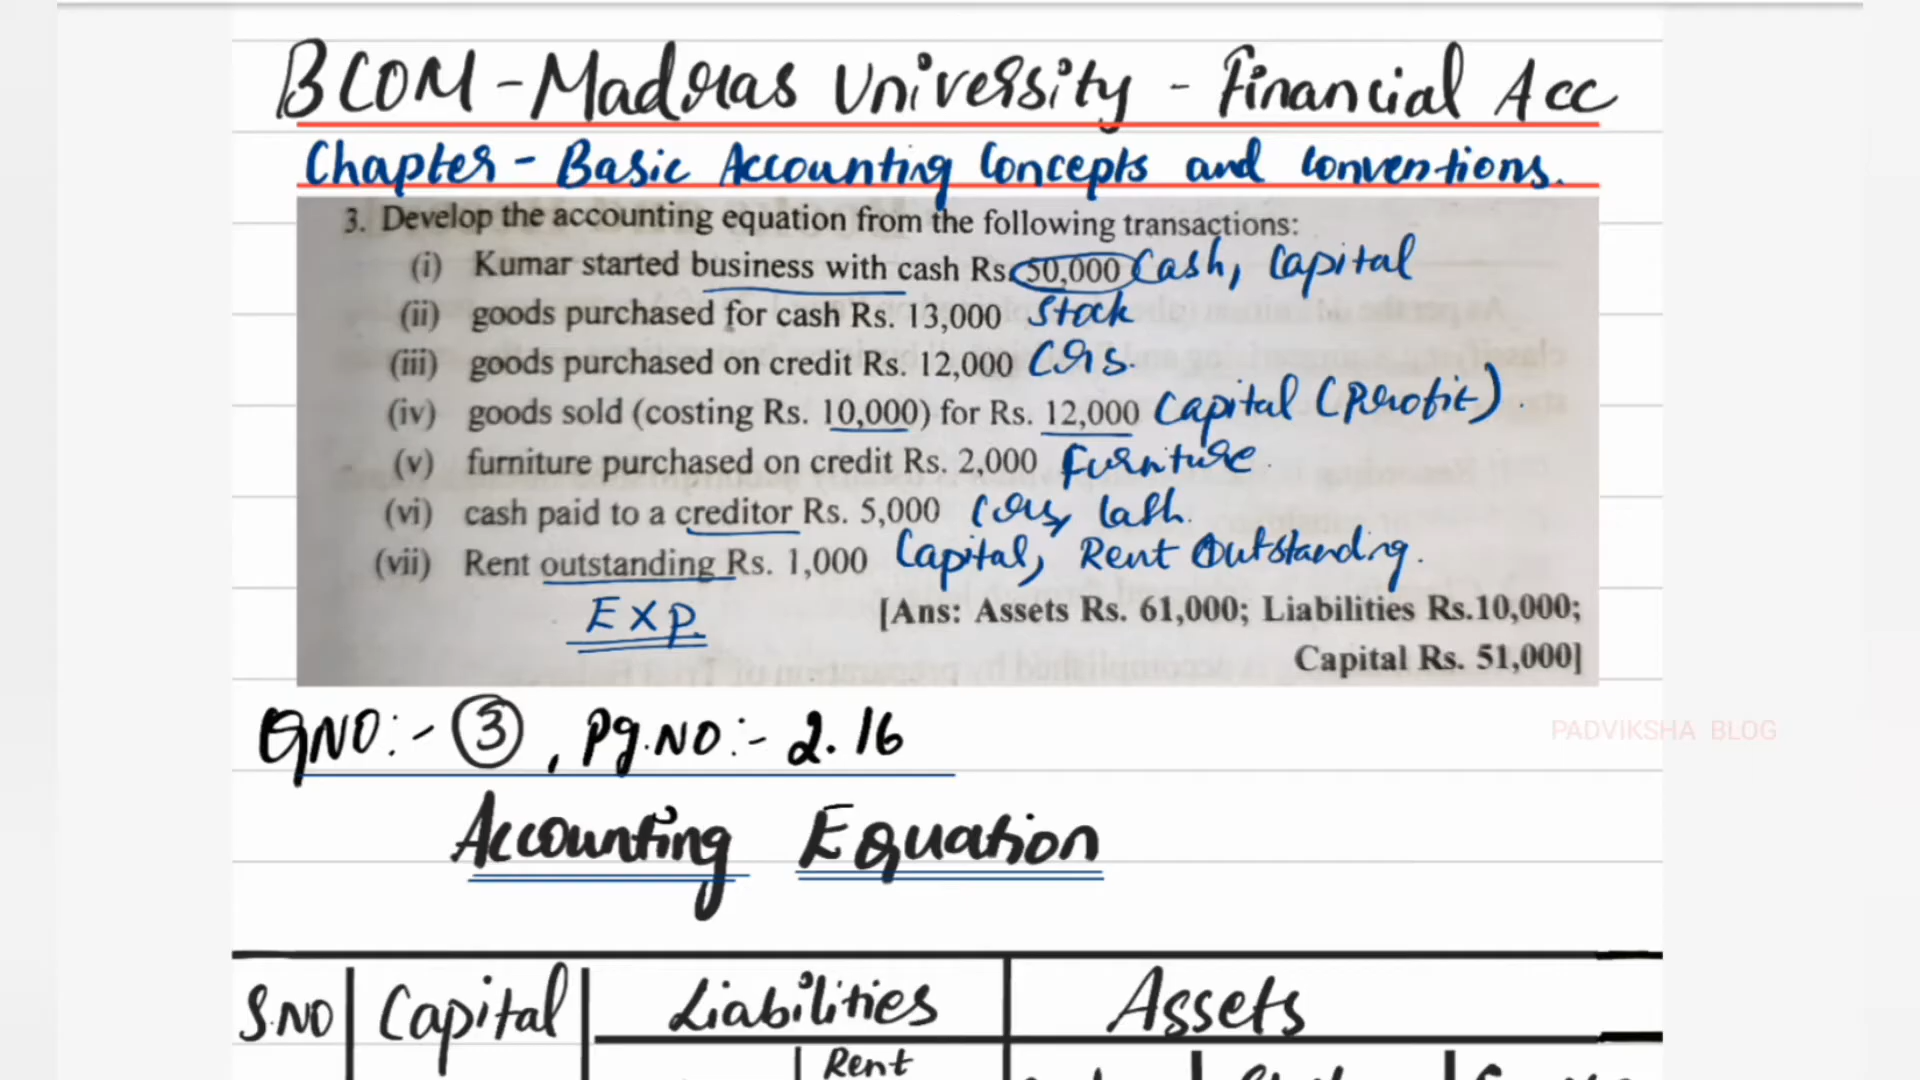 BCOM - Madras University - Financial Acc
Chapter - Basic Accounting Concepts and conventions.
3. Develop the accounting equation from the following transactions:
(i) Kumar started business with cash Rs. 50,000 Cash, Capital
(ii) goods purchased for cash Rs. 13,000 Stock
(iii) goods purchased on credit Rs. 12,000 Crs.
(iv) goods sold (costing Rs. 10,000) for Rs. 12,000 Capital (Profit).
(v) furniture purchased on credit Rs. 2,000 Furniture.
(vi) cash paid to a creditor Rs. 5,000 Crs, Cash.
(vii) Rent outstanding Rs. 1,000 Capital, Rent Outstanding.
EXP.
[Ans: Assets Rs. 61,000; Liabilities Rs.10,000;
Capital Rs. 51,000]
QNO:- 3, Pg.NO:- 2.16
PADVIKSHA BLOG
Accounting Equation
S.NO Capital Liabilities Assets
Rent